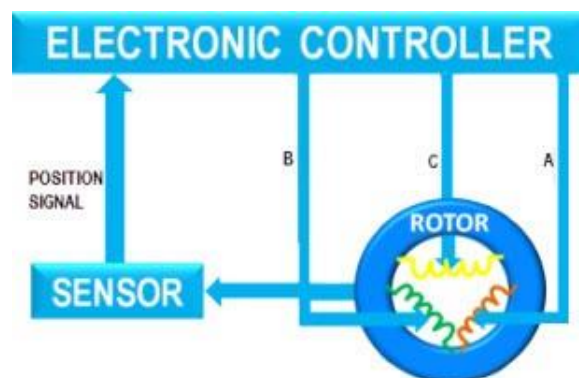 ELECTRONIC CONTROLLER
B
C
A
POSITION
SIGNAL
ROTOR
SENSOR